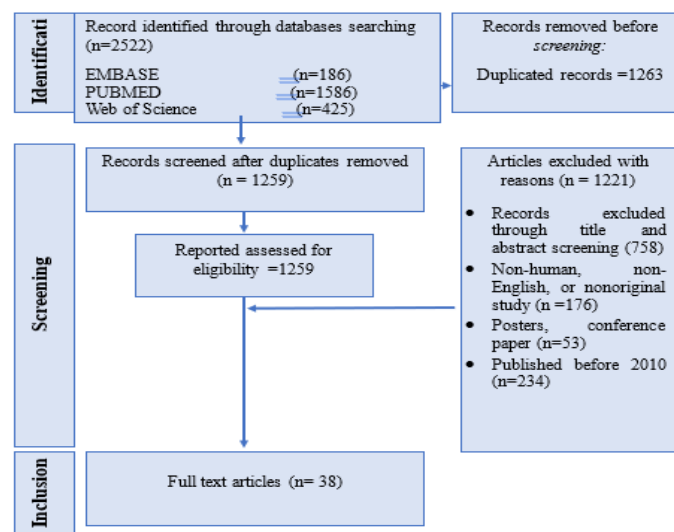 Identificati
Record identified through databases searching
(n=2522)
EMBASE (n=186)
PUBMED (n=1586)
Web of Science (n=425)
Records removed before
screening:
Duplicated records =1263
Screening
Records screened after duplicates removed
(n = 1259)
Reported assessed for
eligibility =1259
Articles excluded with
reasons (n = 1221)
• Records excluded
through title and
abstract screening (758)
• Non-human, non-
English, or nonoriginal
study (n =176)
• Posters, conference
paper (n=53)
• Published before 2010
(n=234)
Inclusion
Full text articles (n= 38)